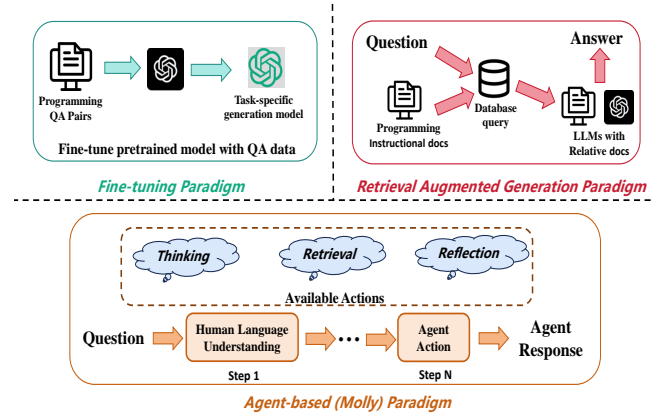 Programming
QA Pairs
Task-specific
generation model
Fine-tune pretrained model with QA data
Fine-tuning Paradigm
Question
Answer
Programming
Instructional docs
Database
query
LLMs with
Relative docs
Retrieval Augmented Generation Paradigm
Thinking
Retrieval
Reflection
Available Actions
Question
Human Language
Understanding
...
Agent
Action
Agent
Response
Step 1
Step N
Agent-based (Molly) Paradigm